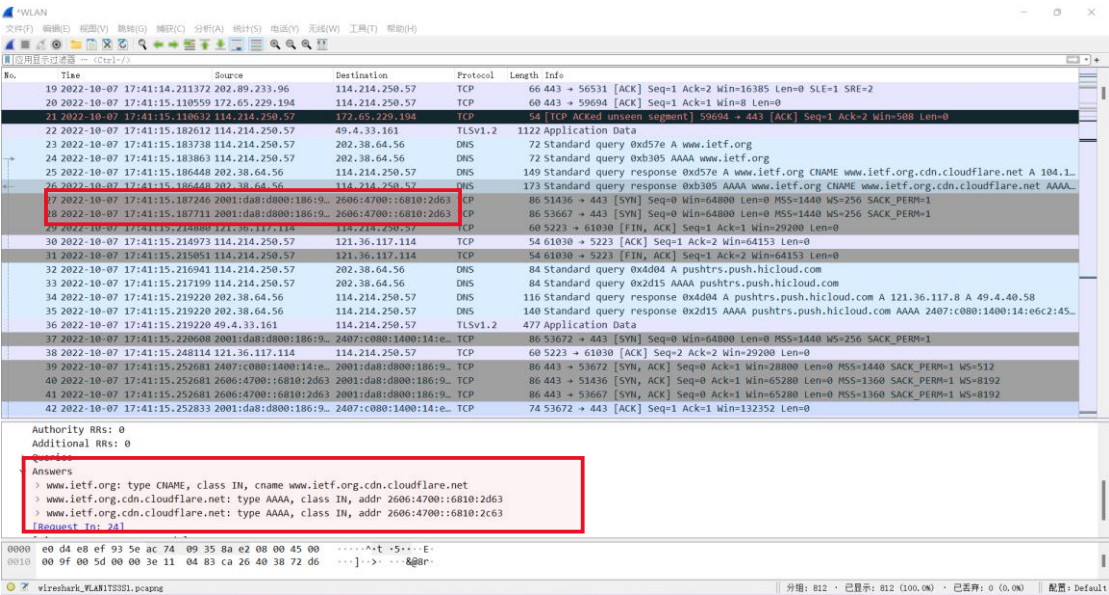 *WLAN
文件(F) 编辑(E) 视图(V) 跳转(G) 捕获(C) 分析(A) 统计(S) 电话(Y) 无线(W) 工具(T) 帮助(H)
应用显示过滤器 … <Ctrl-/>
No. Time Source Destination Protocol Length Info
19 2022-10-07 17:41:14.211372 202.89.233.96 114.214.250.57 TCP 66 443 → 56531 [ACK] Seq=1 Ack=2 Win=16385 Len=0 SLE=1 SRE=2
20 2022-10-07 17:41:15.110559 172.65.229.194 114.214.250.57 TCP 60 443 → 59694 [ACK] Seq=1 Ack=1 Win=8 Len=0
21 2022-10-07 17:41:15.110632 114.214.250.57 172.65.229.194 TCP 54 [TCP ACKed unseen segment] 59694 → 443 [ACK] Seq=1 Ack=2 Win=508 Len=0
22 2022-10-07 17:41:15.182612 114.214.250.57 49.4.33.161 TLSv1.2 1122 Application Data
23 2022-10-07 17:41:15.183738 114.214.250.57 202.38.64.56 DNS 72 Standard query 0xd57e A www.ietf.org
24 2022-10-07 17:41:15.183863 114.214.250.57 202.38.64.56 DNS 72 Standard query 0xb305 AAAA www.ietf.org
25 2022-10-07 17:41:15.186448 202.38.64.56 114.214.250.57 DNS 149 Standard query response 0xd57e A www.ietf.org CNAME www.ietf.org.cdn.cloudflare.net A 104.1…
26 2022-10-07 17:41:15.186448 202.38.64.56 114.214.250.57 DNS 173 Standard query response 0xb305 AAAA www.ietf.org CNAME www.ietf.org.cdn.cloudflare.net AAAA…
27 2022-10-07 17:41:15.187246 2001:da8:d800:186:9… 2606:4700::6810:2d63 TCP 86 51436 → 443 [SYN] Seq=0 Win=64800 Len=0 MSS=1440 WS=256 SACK_PERM=1
28 2022-10-07 17:41:15.187711 2001:da8:d800:186:9… 2606:4700::6810:2d63 TCP 86 53667 → 443 [SYN] Seq=0 Win=64800 Len=0 MSS=1440 WS=256 SACK_PERM=1
29 2022-10-07 17:41:15.214880 121.36.117.114 114.214.250.57 TCP 60 5223 → 61030 [FIN, ACK] Seq=1 Ack=1 Win=29200 Len=0
30 2022-10-07 17:41:15.214973 114.214.250.57 121.36.117.114 TCP 54 61030 → 5223 [ACK] Seq=1 Ack=2 Win=64153 Len=0
31 2022-10-07 17:41:15.215051 114.214.250.57 121.36.117.114 TCP 54 61030 → 5223 [FIN, ACK] Seq=1 Ack=2 Win=64153 Len=0
32 2022-10-07 17:41:15.216941 114.214.250.57 202.38.64.56 DNS 84 Standard query 0x4d04 A pushtrs.push.hicloud.com
33 2022-10-07 17:41:15.217199 114.214.250.57 202.38.64.56 DNS 84 Standard query 0x2d15 AAAA pushtrs.push.hicloud.com
34 2022-10-07 17:41:15.219220 202.38.64.56 114.214.250.57 DNS 116 Standard query response 0x4d04 A pushtrs.push.hicloud.com A 121.36.117.8 A 49.4.40.58
35 2022-10-07 17:41:15.219220 202.38.64.56 114.214.250.57 DNS 140 Standard query response 0x2d15 AAAA pushtrs.push.hicloud.com AAAA 2407:c080:1400:14:e6c2:45…
36 2022-10-07 17:41:15.219220 49.4.33.161 114.214.250.57 TLSv1.2 477 Application Data
37 2022-10-07 17:41:15.220608 2001:da8:d800:186:9… 2407:c080:1400:14:e… TCP 86 53672 → 443 [SYN] Seq=0 Win=64800 Len=0 MSS=1440 WS=256 SACK_PERM=1
38 2022-10-07 17:41:15.248114 121.36.117.114 114.214.250.57 TCP 60 5223 → 61030 [ACK] Seq=2 Ack=2 Win=29200 Len=0
39 2022-10-07 17:41:15.252681 2407:c080:1400:14:e… 2001:da8:d800:186:9… TCP 86 443 → 53672 [SYN, ACK] Seq=0 Ack=1 Win=28800 Len=0 MSS=1440 SACK_PERM=1 WS=512
40 2022-10-07 17:41:15.252681 2606:4700::6810:2d63 2001:da8:d800:186:9… TCP 86 443 → 51436 [SYN, ACK] Seq=0 Ack=1 Win=65280 Len=0 MSS=1360 SACK_PERM=1 WS=8192
41 2022-10-07 17:41:15.252681 2606:4700::6810:2d63 2001:da8:d800:186:9… TCP 86 443 → 53667 [SYN, ACK] Seq=0 Ack=1 Win=65280 Len=0 MSS=1360 SACK_PERM=1 WS=8192
42 2022-10-07 17:41:15.252833 2001:da8:d800:186:9… 2407:c080:1400:14:e… TCP 74 53672 → 443 [ACK] Seq=1 Ack=1 Win=132352 Len=0
Authority RRs: 0
Additional RRs: 0
Queries
Answers
> www.ietf.org: type CNAME, class IN, cname www.ietf.org.cdn.cloudflare.net
> www.ietf.org.cdn.cloudflare.net: type AAAA, class IN, addr 2606:4700::6810:2d63
> www.ietf.org.cdn.cloudflare.net: type AAAA, class IN, addr 2606:4700::6810:2c63
[Request In: 24]
0000 e0 d4 e8 ef 93 5e ac 74 09 35 8a e2 08 00 45 00 ·····^·t ·5····E·
0010 00 9f 00 5d 00 00 3e 11 04 83 ca 26 40 38 72 d6 ···]··>· ···&@8r·
wireshark_WLAN1TS3S1.pcapng 分组: 812 · 已显示: 812 (100.0%) · 已丢弃: 0 (0.0%) 配置: Default